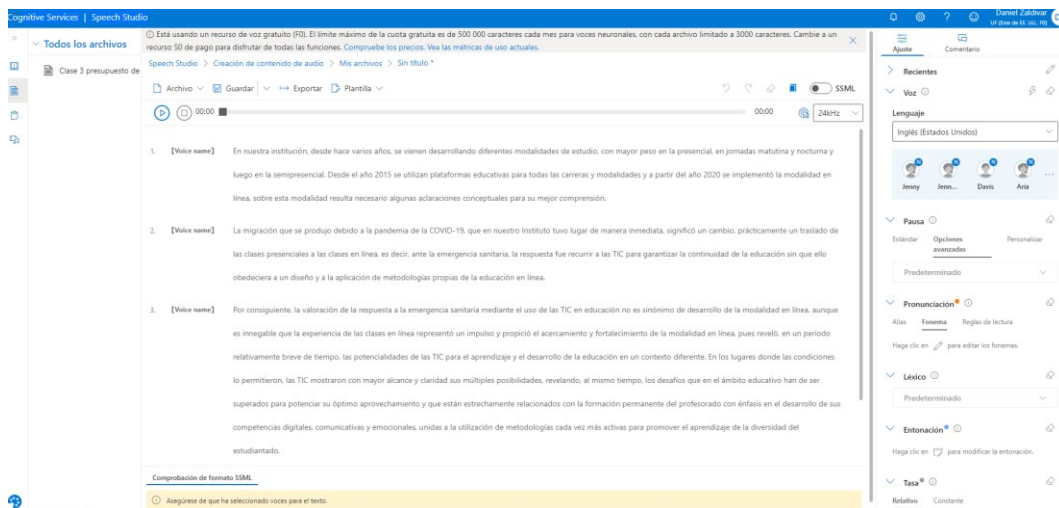 Cognitive Services | Speech Studio
Daniel Zaldivar
UF (Este de EE. UU., F0)
Todos los archivos
Clase 3 presupuesto de
Está usando un recurso de voz gratuito (F0). El límite máximo de la cuota gratuita es de 500 000 caracteres cada mes para voces neuronales, con cada archivo limitado a 3000 caracteres. Cambie a un
recurso S0 de pago para disfrutar de todas las funciones. Compruebe los precios. Vea las métricas de uso actuales.
Speech Studio > Creación de contenido de audio > Mis archivos > Sin título *
Archivo Guardar Exportar Plantilla SSML
00:00 00:00 24kHz
1. [Voice name] En nuestra institución, desde hace varios años, se vienen desarrollando diferentes modalidades de estudio, con mayor peso en la presencial, en jornadas matutina y nocturna y
luego en la semipresencial. Desde el año 2015 se utilizan plataformas educativas para todas las carreras y modalidades y a partir del año 2020 se implementó la modalidad en
línea, sobre esta modalidad resulta necesario algunas aclaraciones conceptuales para su mejor comprensión.
2. [Voice name] La migración que se produjo debido a la pandemia de la COVID-19, que en nuestro Instituto tuvo lugar de manera inmediata, significó un cambio, prácticamente un traslado de
las clases presenciales a las clases en línea, es decir, ante la emergencia sanitaria, la respuesta fue recurrir a las TIC para garantizar la continuidad de la educación sin que ello
obedeciera a un diseño y a la aplicación de metodologías propias de la educación en línea.
3. [Voice name] Por consiguiente, la valoración de la respuesta a la emergencia sanitaria mediante el uso de las TIC en educación no es sinónimo de desarrollo de la modalidad en línea, aunque
es innegable que la experiencia de las clases en línea representó un impulso y propició el acercamiento y fortalecimiento de la modalidad en línea, pues reveló, en un periodo
relativamente breve de tiempo, las potencialidades de las TIC para el aprendizaje y el desarrollo de la educación en un contexto diferente. En los lugares donde las condiciones
lo permitieron, las TIC mostraron con mayor alcance y claridad sus múltiples posibilidades, revelando, al mismo tiempo, los desafíos que en el ámbito educativo han de ser
superados para potenciar su óptimo aprovechamiento y que están estrechamente relacionados con la formación permanente del profesorado con énfasis en el desarrollo de sus
competencias digitales, comunicativas y emocionales, unidas a la utilización de metodologías cada vez más activas para promover el aprendizaje de la diversidad del
estudiantado.
Comprobación de formato SSML
Asegúrese de que ha seleccionado voces para el texto.
Ajuste Comentario
Recientes
Voz
Lenguaje
Inglés (Estados Unidos)
N N N N
Jenny Jenn... Davis Aria ...
Pausa
Estándar Opciones avanzadas Personalizar
Predeterminado
Pronunciación
Alias Fonema Reglas de lectura
Haga clic en para editar los fonemas.
Léxico
Predeterminado
Entonación
Haga clic en para modificar la entonación.
Tasa
Relativo Constante